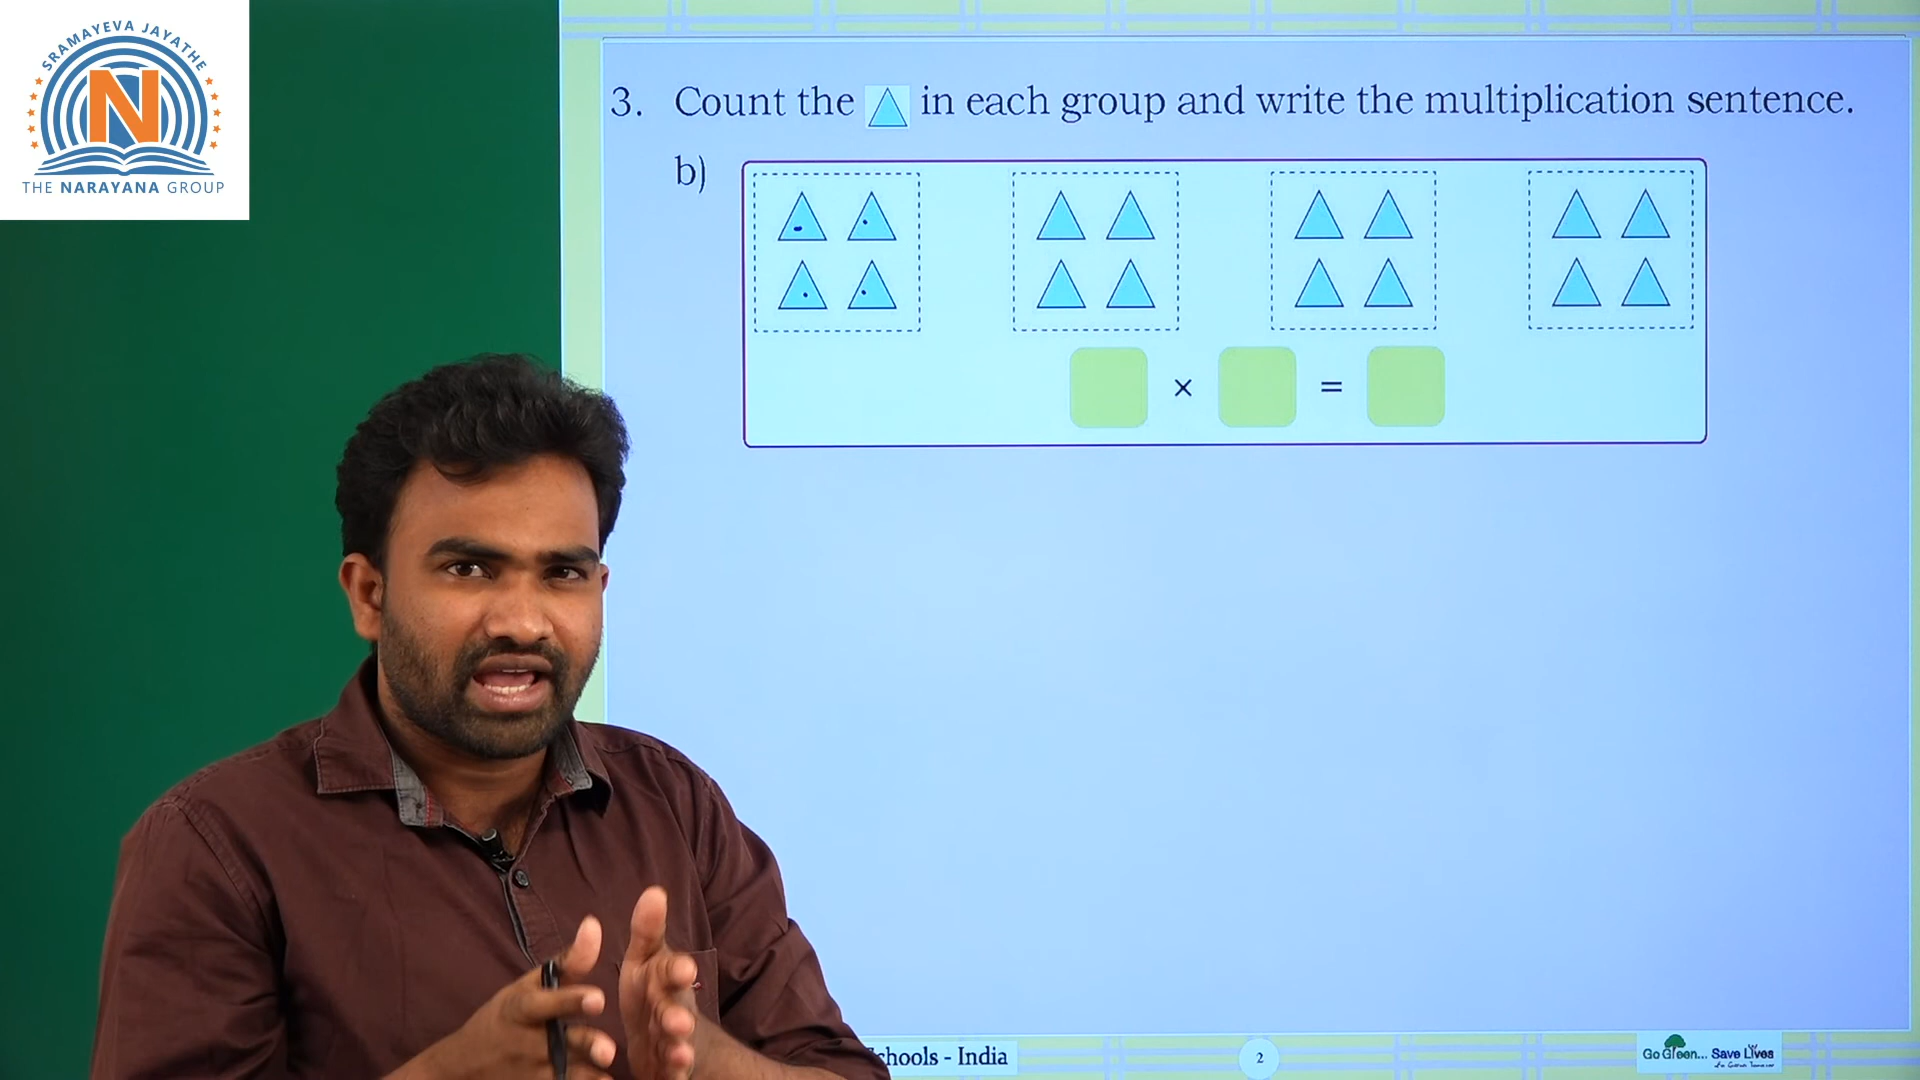 SRAMAYEVA JAYATHE
N
THE NARAYANA GROUP
3. Count the in each group and write the multiplication sentence.
b)
× =
chools - India
2
Go Green... Save Lives